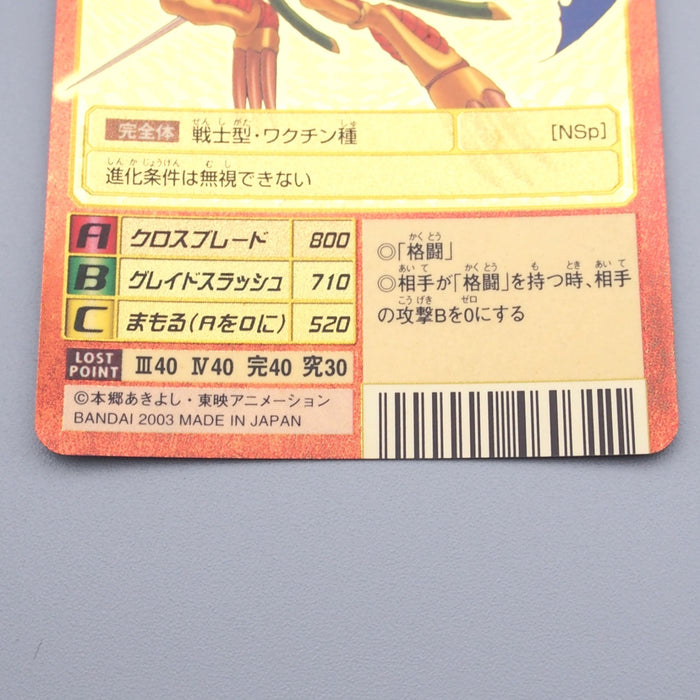 完全体 戦士型・ワクチン種 [NSp]
進化条件は無視できない
A クロスブレード 800
B グレイドスラッシュ 710
C まもる(Aを0に) 520
LOST POINT III40 IV40 完40 究30
◎「格闘」
◎相手が「格闘」を持つ時、相手
の攻撃Bを0にする
©本郷あきよし・東映アニメーション
BANDAI 2003 MADE IN JAPAN